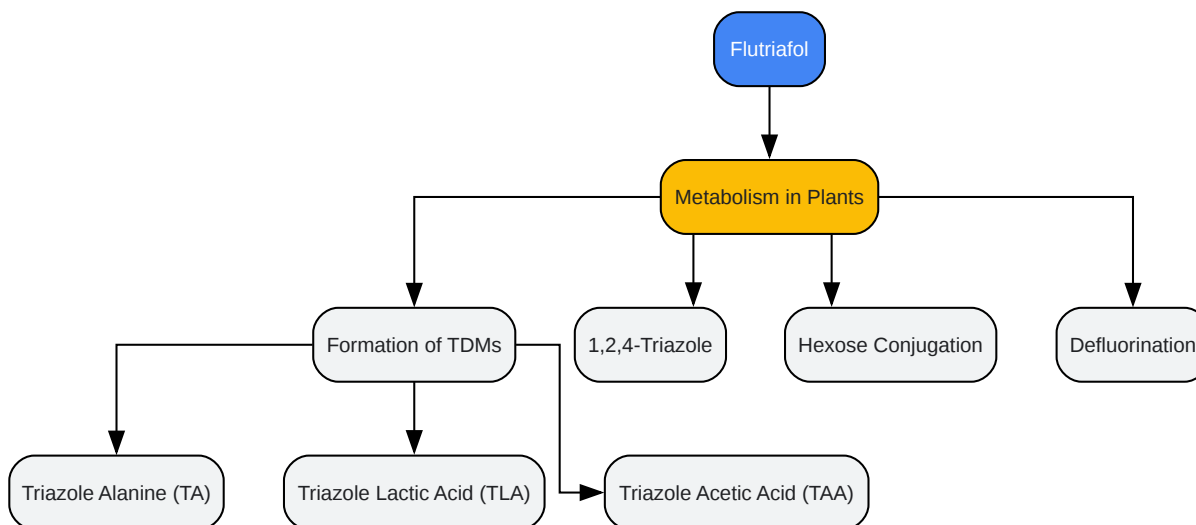 Flutriafol
Metabolism in Plants
Formation of TDMs
1,2,4-Triazole
Hexose Conjugation
Defluorination
Triazole Alanine (TA)
Triazole Lactic Acid (TLA)
Triazole Acetic Acid (TAA)